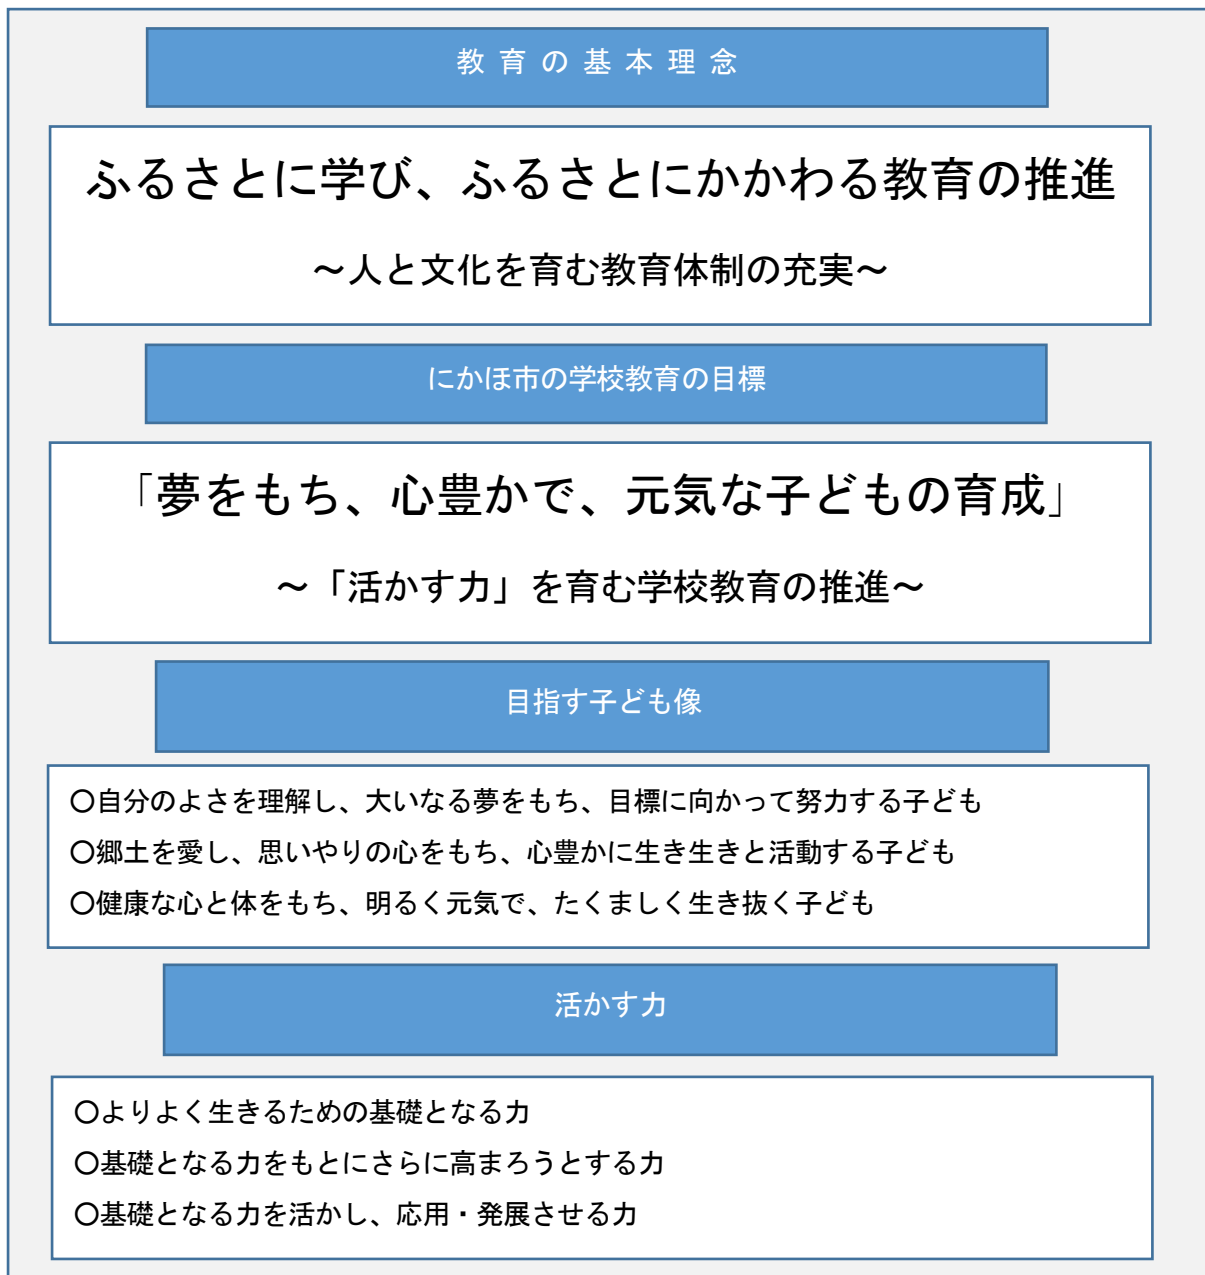 教育の基本理念
ふるさとに学び、ふるさとにかかわる教育の推進
～人と文化を育む教育体制の充実～
にかほ市の学校教育の目標
「夢をもち、心豊かで、元気な子どもの育成」
～「活かす力」を育む学校教育の推進～
目指す子ども像
○自分のよさを理解し、大いなる夢をもち、目標に向かって努力する子ども
○郷土を愛し、思いやりの心をもち、心豊かに生き生きと活動する子ども
○健康な心と体をもち、明るく元気で、たくましく生き抜く子ども
活かす力
○よりよく生きるための基礎となる力
○基礎となる力をもとにさらに高まろうとする力
○基礎となる力を活かし、応用・発展させる力